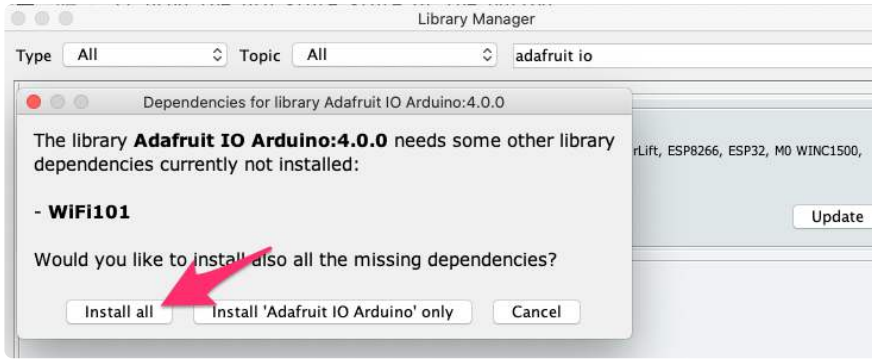 Library Manager
Type All Topic All adafruit io
Dependencies for library Adafruit IO Arduino:4.0.0
The library Adafruit IO Arduino:4.0.0 needs some other library
dependencies currently not installed:
rLift, ESP8266, ESP32, M0 WINC1500,
- WiFi101
Update
Would you like to install also all the missing dependencies?
Install all Install 'Adafruit IO Arduino' only Cancel